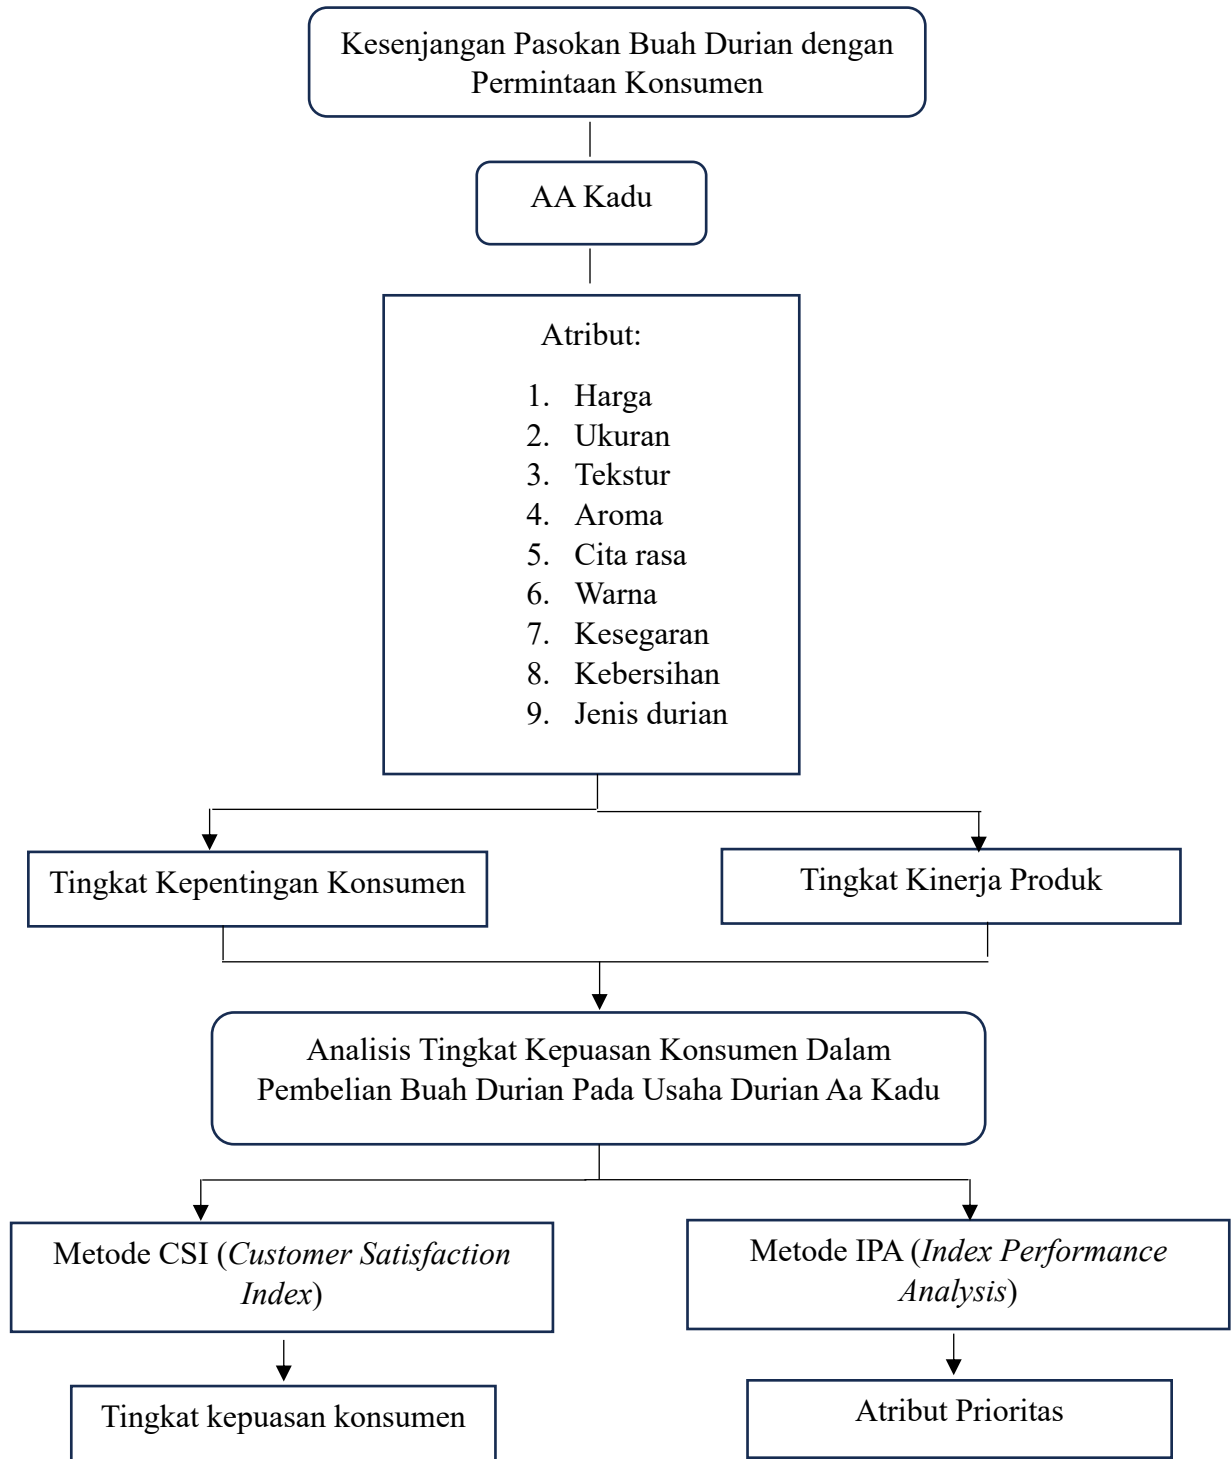 Kesenjangan Pasokan Buah Durian dengan
Permintaan Konsumen
AA Kadu
Atribut:
1. Harga
2. Ukuran
3. Tekstur
4. Aroma
5. Cita rasa
6. Warna
7. Kesegaran
8. Kebersihan
9. Jenis durian
Tingkat Kepentingan Konsumen
Tingkat Kinerja Produk
Analisis Tingkat Kepuasan Konsumen Dalam
Pembelian Buah Durian Pada Usaha Durian Aa Kadu
Metode CSI (Customer Satisfaction
Index)
Metode IPA (Index Performance
Analysis)
Tingkat kepuasan konsumen
Atribut Prioritas